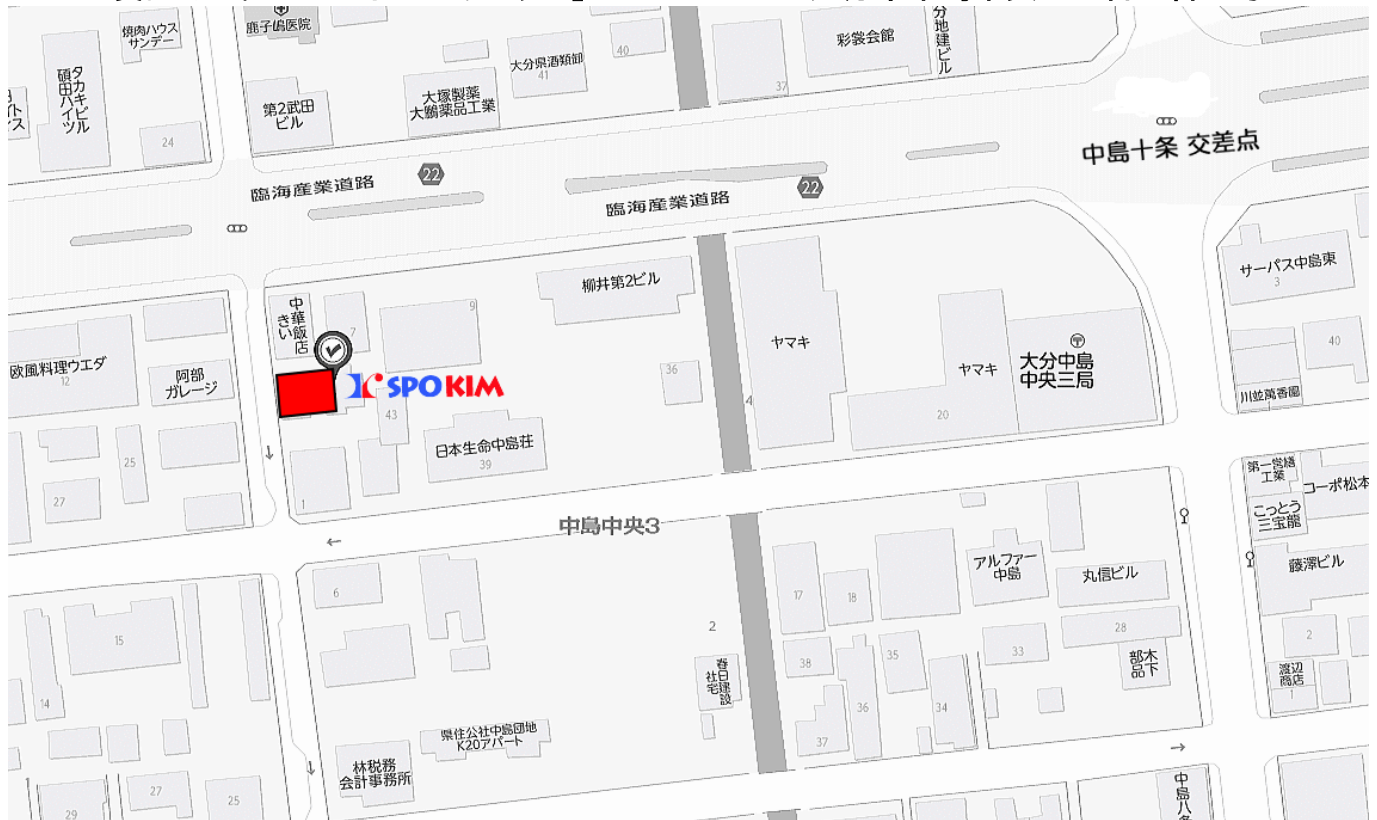 焼肉ハウス
サンデー
鹿子嶋医院
大分県酒類卸
41
40
彩裳会館
分地建ビル
37
タカキビル
碩田ハイツ
24
第2武田
ビル
大塚製薬
大鵬薬品工業
臨海産業道路
22
臨海産業道路
22
中島十条 交差点
サーパス中島東
3
柳井第2ビル
中華飯店
きい
7
9
ヤマキ
ヤマキ
大分中島
中央三局
20
36
4
欧風料理ウエダ
12
阿部
ガレージ
SPOKIM
43
日本生命中島荘
39
40
川並萬香園
25
27
1
第一営繕
工業
コーポ松本
こっとう
三宝龍
藤澤ビル
中島中央3
アルファー
中島
丸信ビル
6
15
14
17
18
2
28
38
35
33
木下
部品
春日建設
社宅
36
34
37
2
渡辺
商店
1
県住公社中島団地
K20アパート
林税務
会計事務所
27
25
29
中島八条